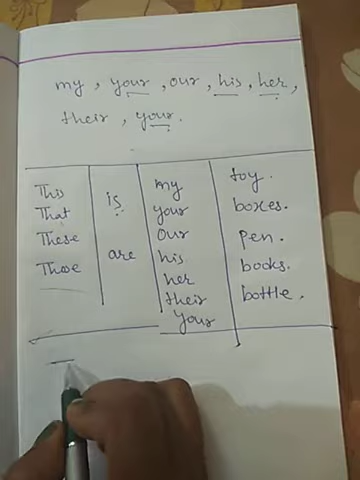 my, your, our, his, her,
their, your.
This is my toy.
That your boxes.
These our pen.
Those are his books.
her bottle.
their
your